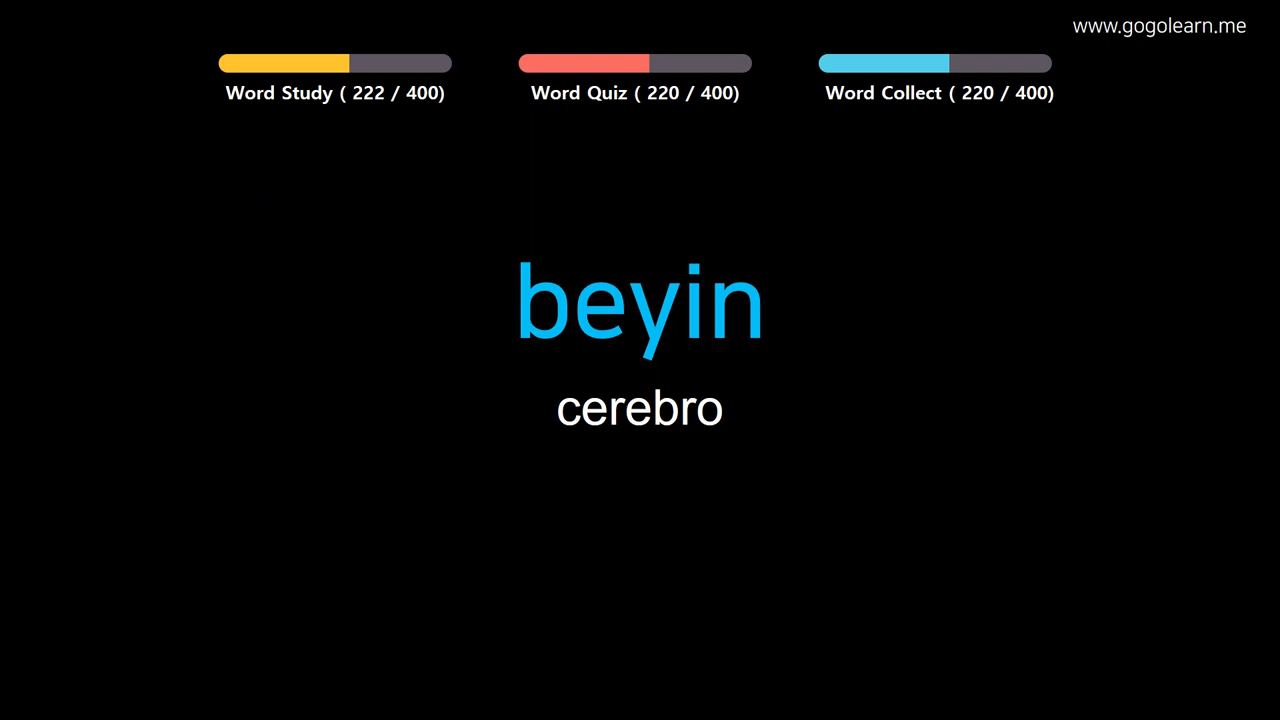 www.gogolearn.me
Word Study ( 222 / 400)
Word Quiz ( 220 / 400)
Word Collect ( 220 / 400)
beyin
cerebro